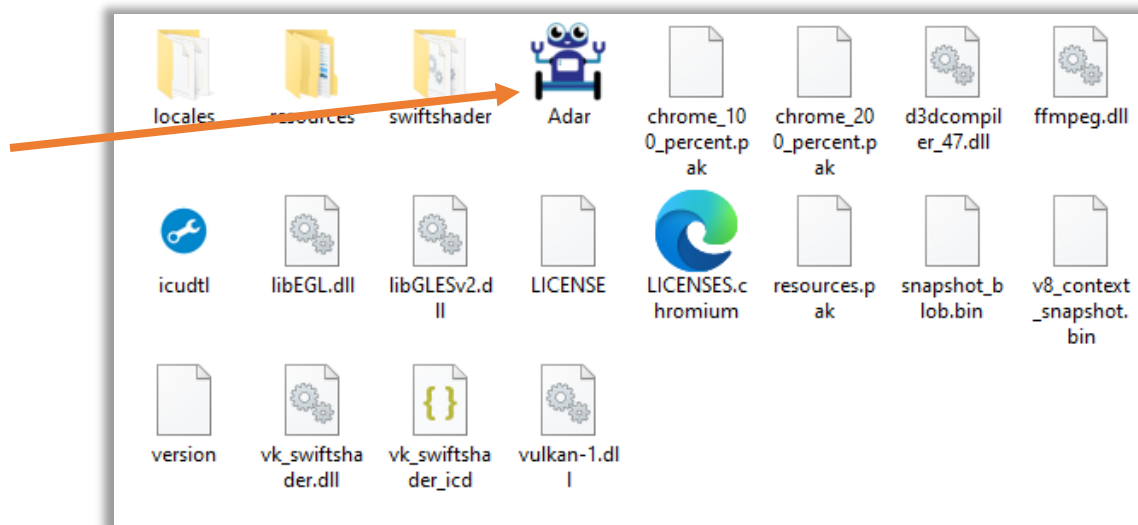 locales
resources
swiftshader
Adar
chrome_10
0_percent.p
ak
chrome_20
0_percent.p
ak
d3dcompil
er_47.dll
ffmpeg.dll
icudtl
libEGL.dll
libGLESv2.d
ll
LICENSE
LICENSES.c
hromium
resources.p
ak
snapshot_b
lob.bin
v8_context
_snapshot.
bin
version
vk_swiftsha
der.dll
vk_swiftsha
der_icd
vulkan-1.dl
l